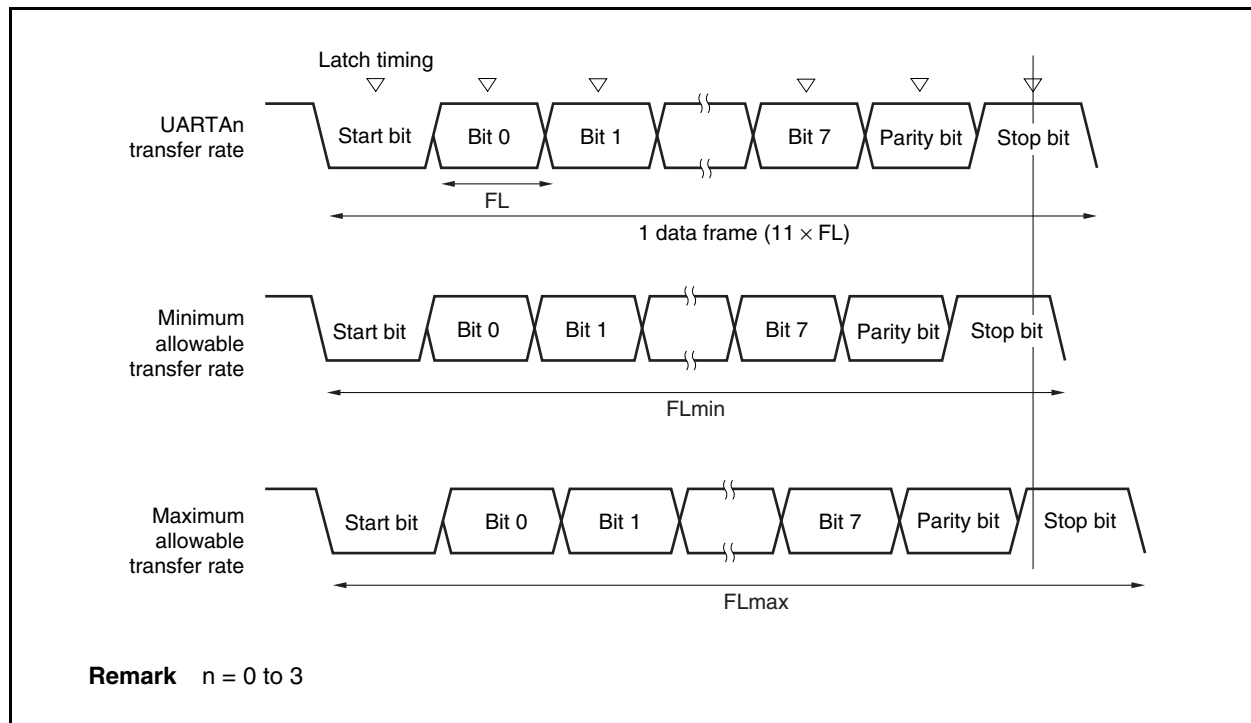 Latch timing
UARTAn
transfer rate
Start bit
Bit 0
Bit 1
Bit 7
Parity bit
Stop bit
FL
1 data frame (11 × FL)
Minimum
allowable
transfer rate
Start bit
Bit 0
Bit 1
Bit 7
Parity bit
Stop bit
FLmin
Maximum
allowable
transfer rate
Start bit
Bit 0
Bit 1
Bit 7
Parity bit
Stop bit
FLmax
Remark n = 0 to 3